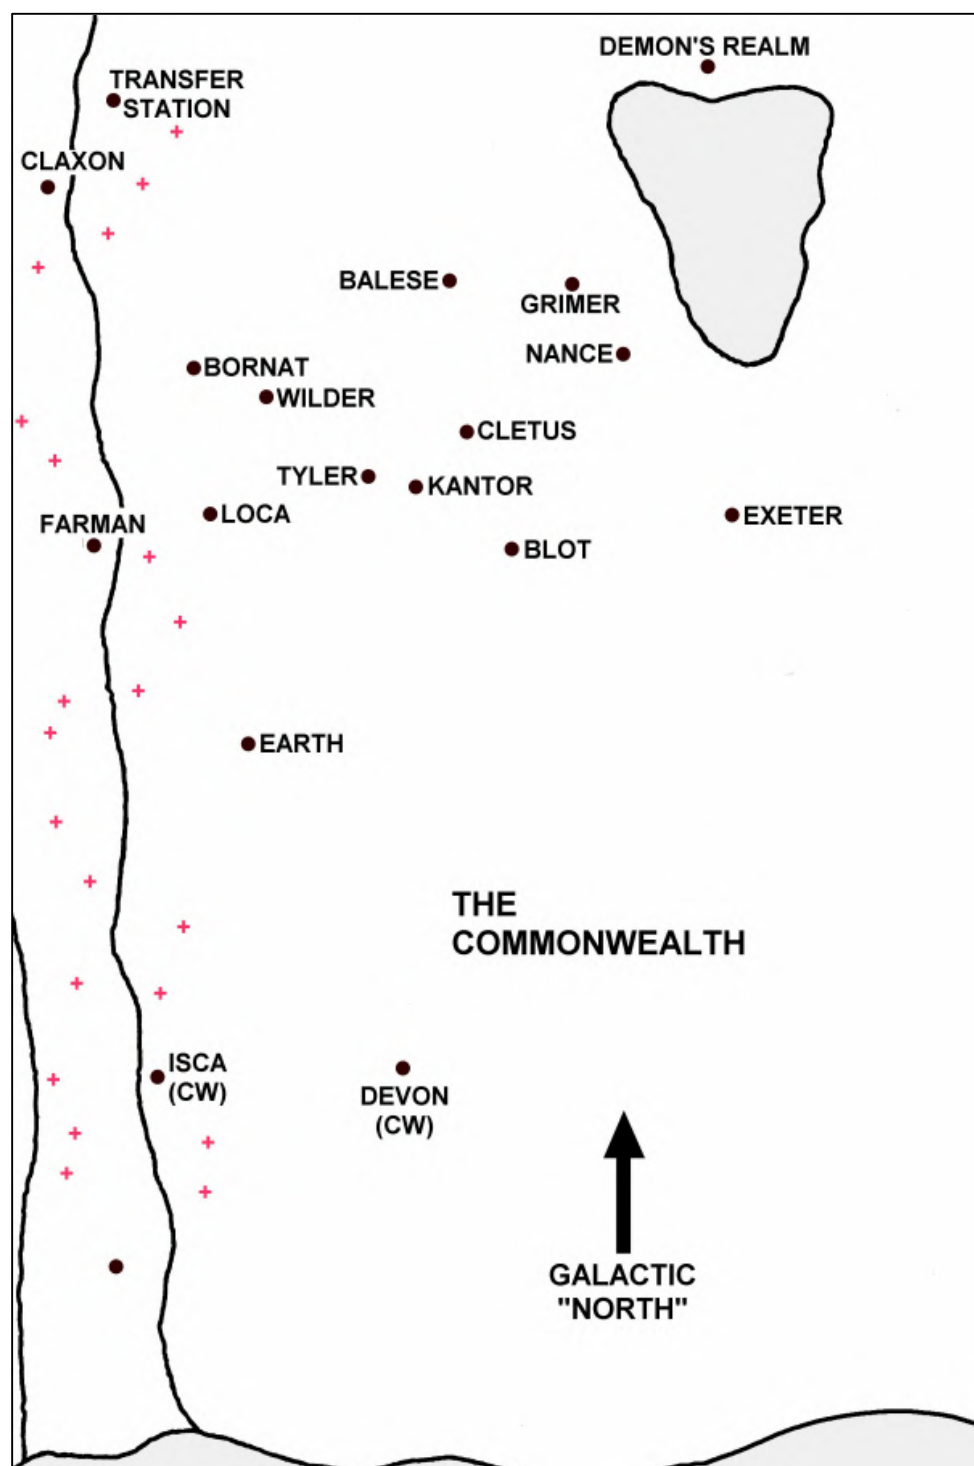 DEMON'S REALM
TRANSFER
STATION
CLAXON
BALESE
GRIMER
NANCE
BORNAT
WILDER
CLETUS
TYLER
KANTOR
LOCA
EXETER
FARMAN
BLOT
EARTH
THE
COMMONWEALTH
ISCA
(CW)
DEVON
(CW)
GALACTIC
"NORTH"